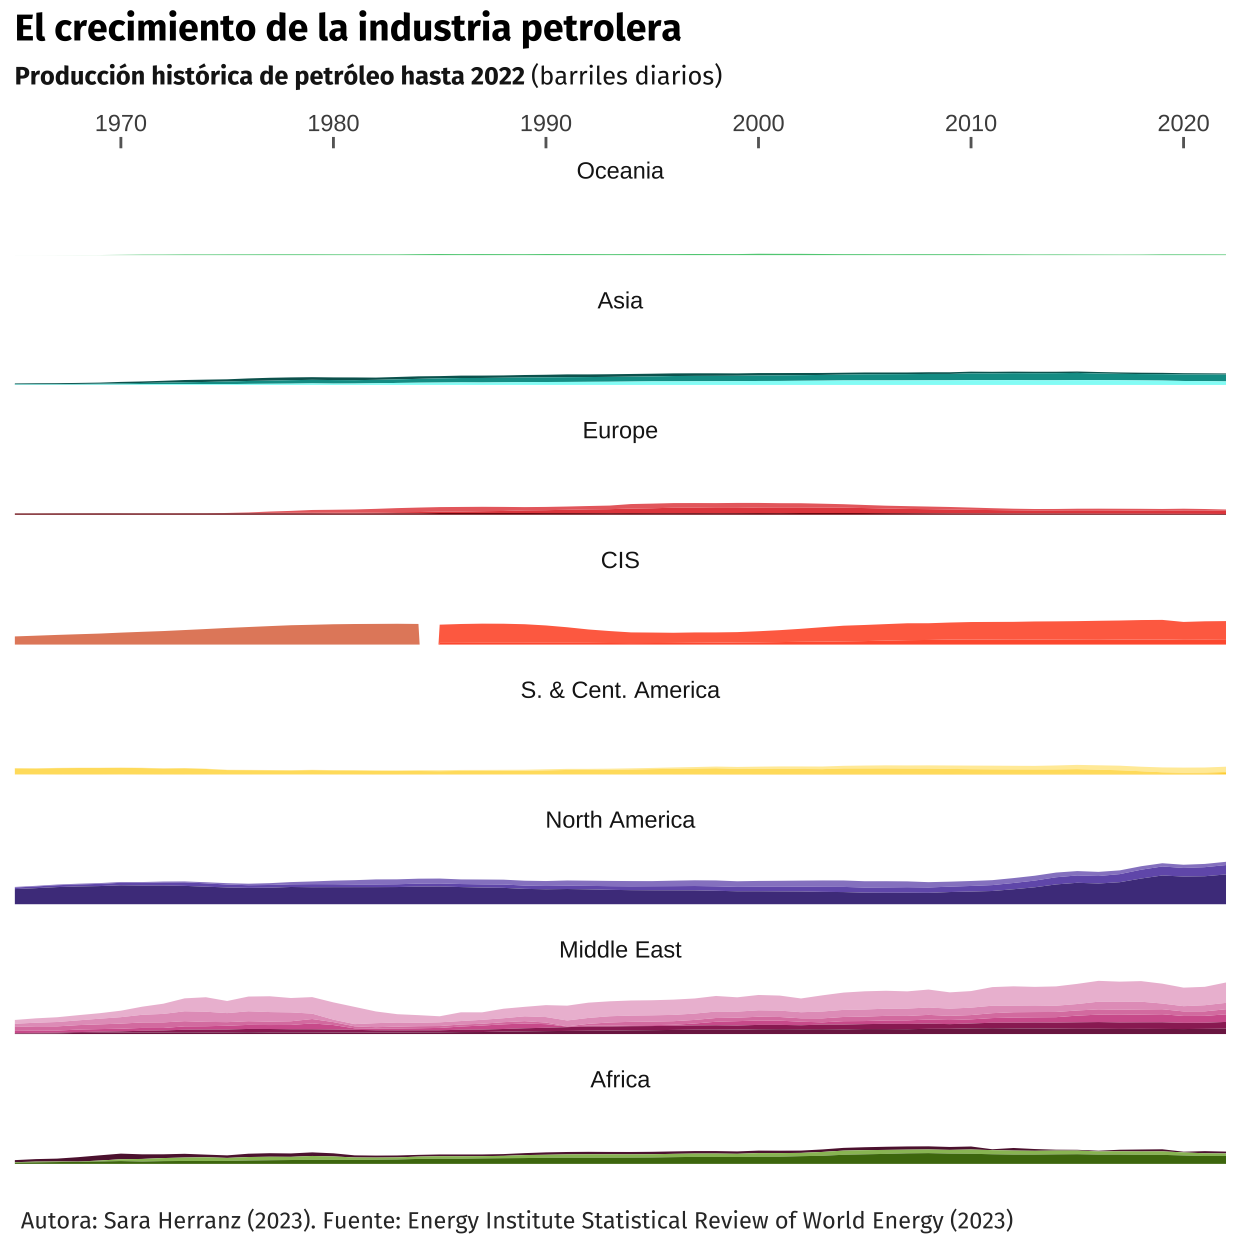 El crecimiento de la industria petrolera
Producción histórica de petróleo hasta 2022 (barriles diarios)
1970 1980 1990 2000 2010 2020
Oceania
Asia
Europe
CIS
S. & Cent. America
North America
Middle East
Africa
Autora: Sara Herranz (2023). Fuente: Energy Institute Statistical Review of World Energy (2023)